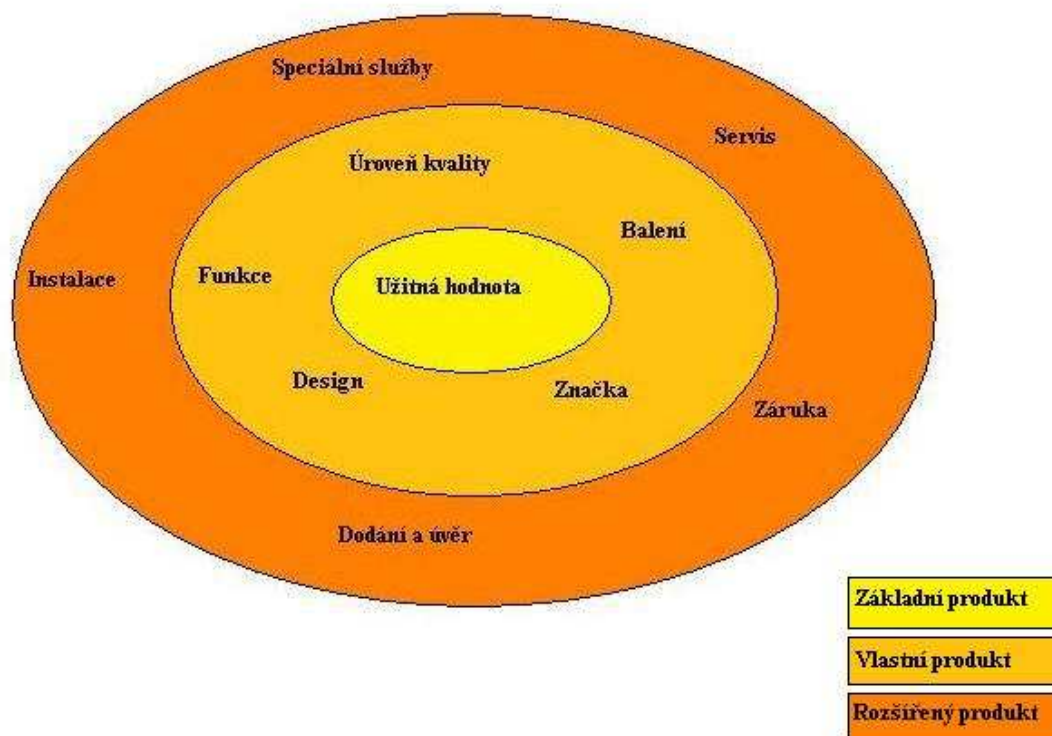 Speciální služby
Servis
Úroveň kvality
Balení
Instalace
Funkce
Užitná hodnota
Design
Značka
Záruka
Dodání a úvěr
Základní produkt
Vlastní produkt
Rozšířený produkt